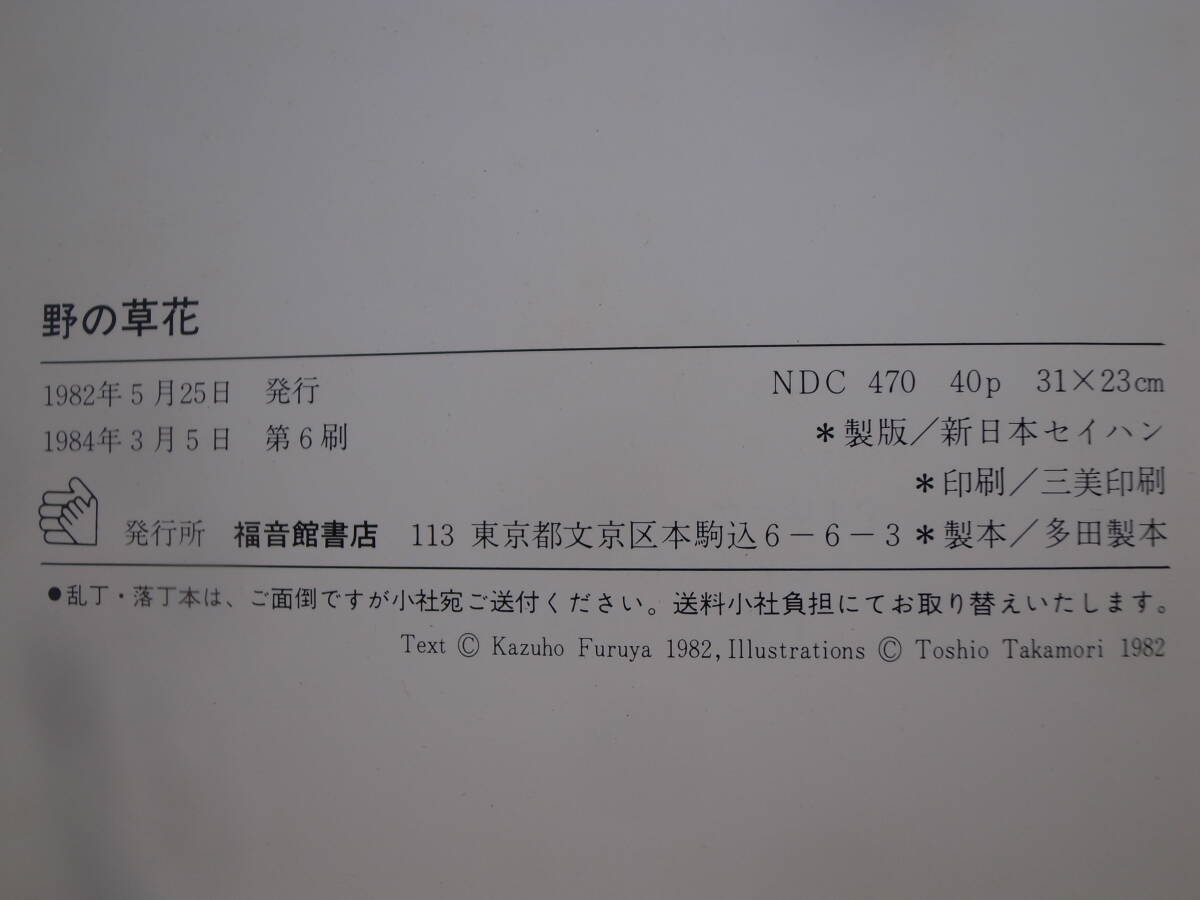 野の草花
1982年5月25日　発行　NDC 470　40p　31×23cm
1984年3月5日　第6刷　＊製版／新日本セイハン
＊印刷／三美印刷
発行所　福音館書店　113 東京都文京区本駒込6－6－3 ＊製本／多田製本
●乱丁・落丁本は、ご面倒ですが小社宛ご送付ください。送料小社負担にてお取り替えいたします。
Text © Kazuho Furuya 1982, Illustrations © Toshio Takamori 1982